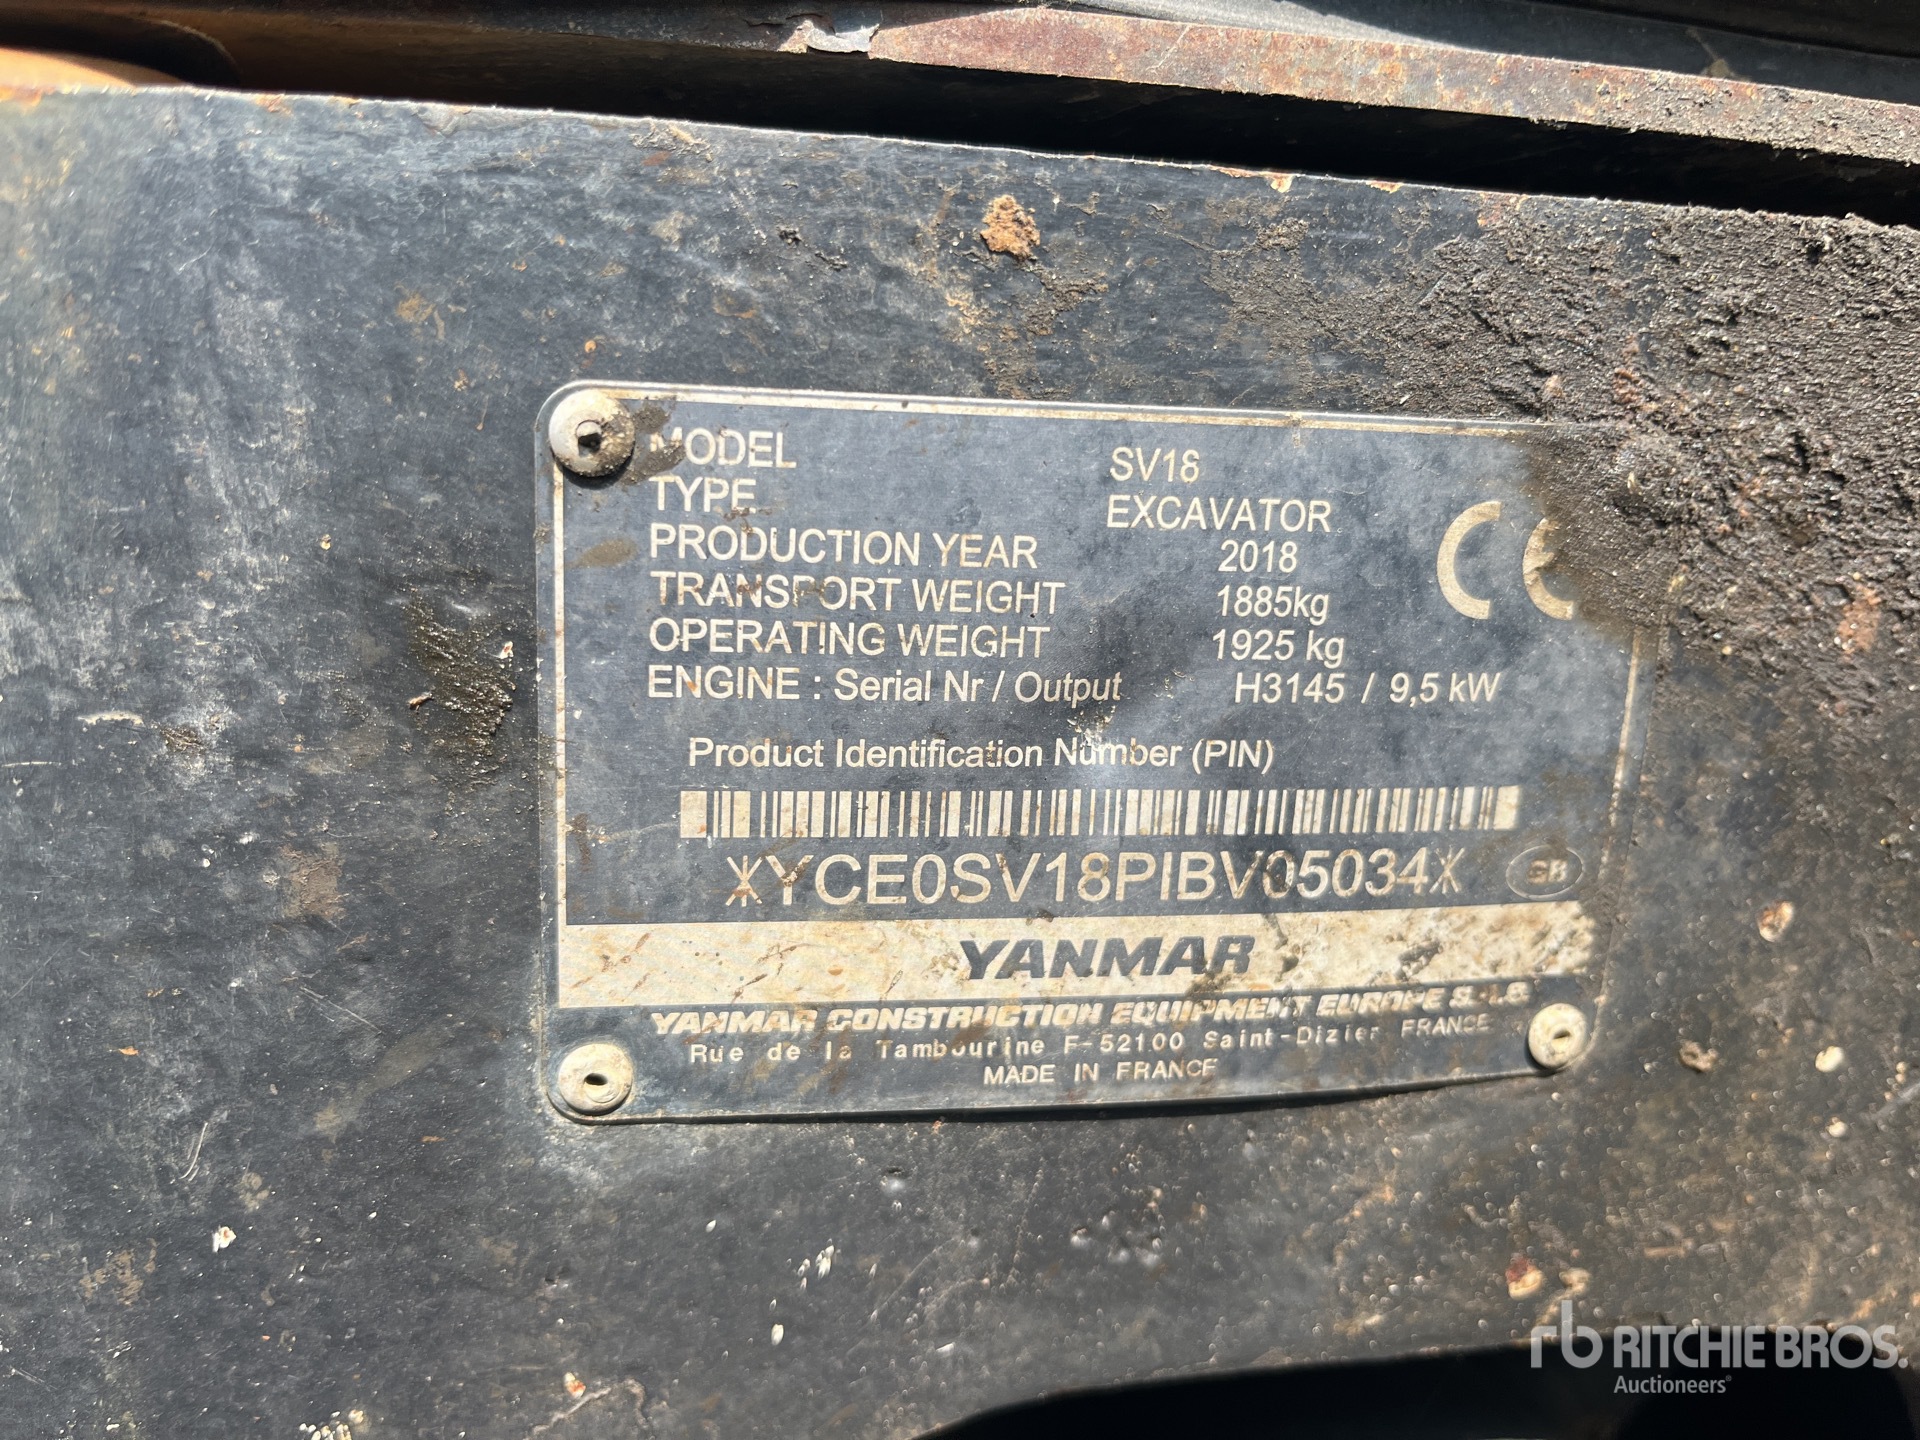 MODEL SV18
TYPE EXCAVATOR
PRODUCTION YEAR 2018
TRANSPORT WEIGHT 1885kg
OPERATING WEIGHT 1925 kg
ENGINE : Serial Nr / Output H3145 / 9,5 kW
CE
Product Identification Number (PIN)
*YCE0SV18PIBV05034*
GB
YANMAR
YANMAR CONSTRUCTION EQUIPMENT EUROPE S.A.S.
Rue de la Tambourine F-52100 Saint-Dizier FRANCE
MADE IN FRANCE
rb RITCHIE BROS.
Auctioneers